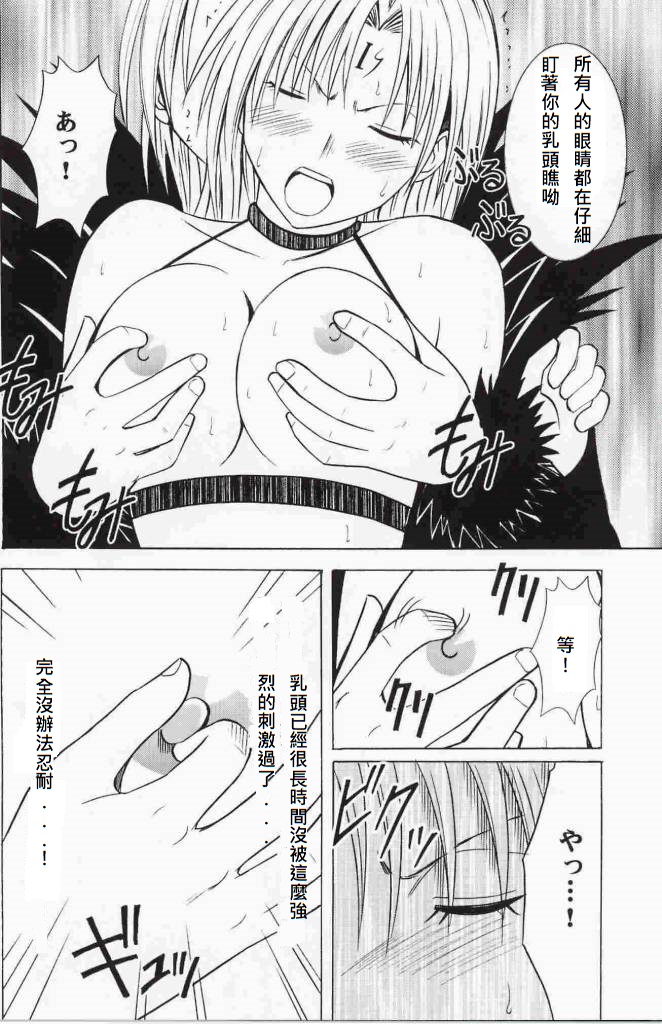 所有人的眼睛都在仔細
盯著你的乳頭瞧呦
あっ！
I
ぶる
ぶる
もみ
もみ
もみ
等！
クリ
クリ
やっ…！
ビクッ
乳頭已經很長時間沒被這麼強
烈的刺激過了...
完全沒辦法忍耐
...！
ギュッ